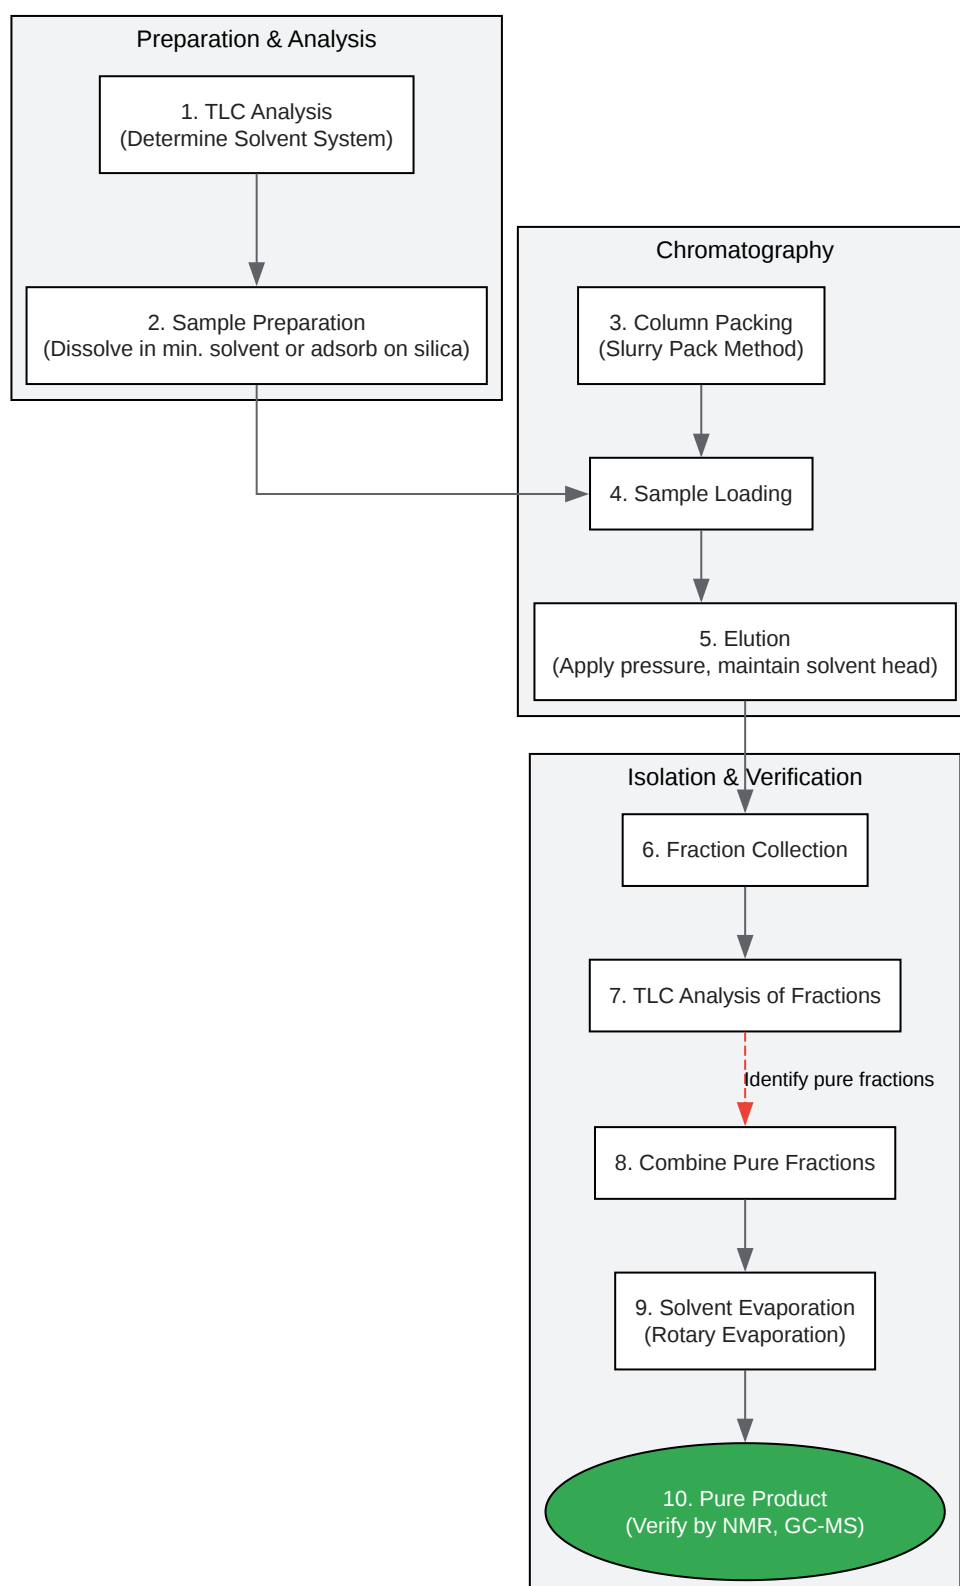 Preparation & Analysis
1. TLC Analysis
(Determine Solvent System)
2. Sample Preparation
(Dissolve in min. solvent or adsorb on silica)
Chromatography
3. Column Packing
(Slurry Pack Method)
4. Sample Loading
5. Elution
(Apply pressure, maintain solvent head)
Isolation & Verification
6. Fraction Collection
7. TLC Analysis of Fractions
Identify pure fractions
8. Combine Pure Fractions
9. Solvent Evaporation
(Rotary Evaporation)
10. Pure Product
(Verify by NMR, GC-MS)